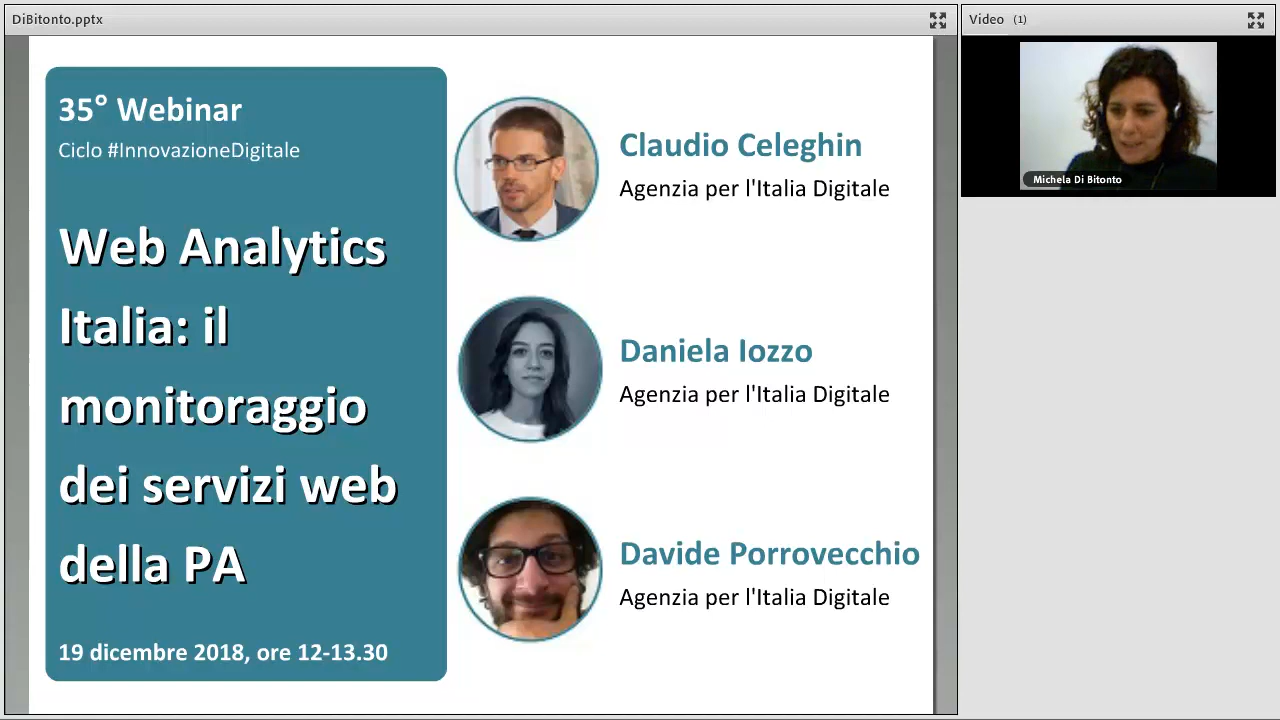 DiBitonto.pptx
Video (1)
35° Webinar
Ciclo #InnovazioneDigitale
Web Analytics
Italia: il
monitoraggio
dei servizi web
della PA
19 dicembre 2018, ore 12-13.30
Claudio Celeghin
Agenzia per l'Italia Digitale
Daniela Iozzo
Agenzia per l'Italia Digitale
Davide Porrovecchio
Agenzia per l'Italia Digitale
Michela Di Bitonto